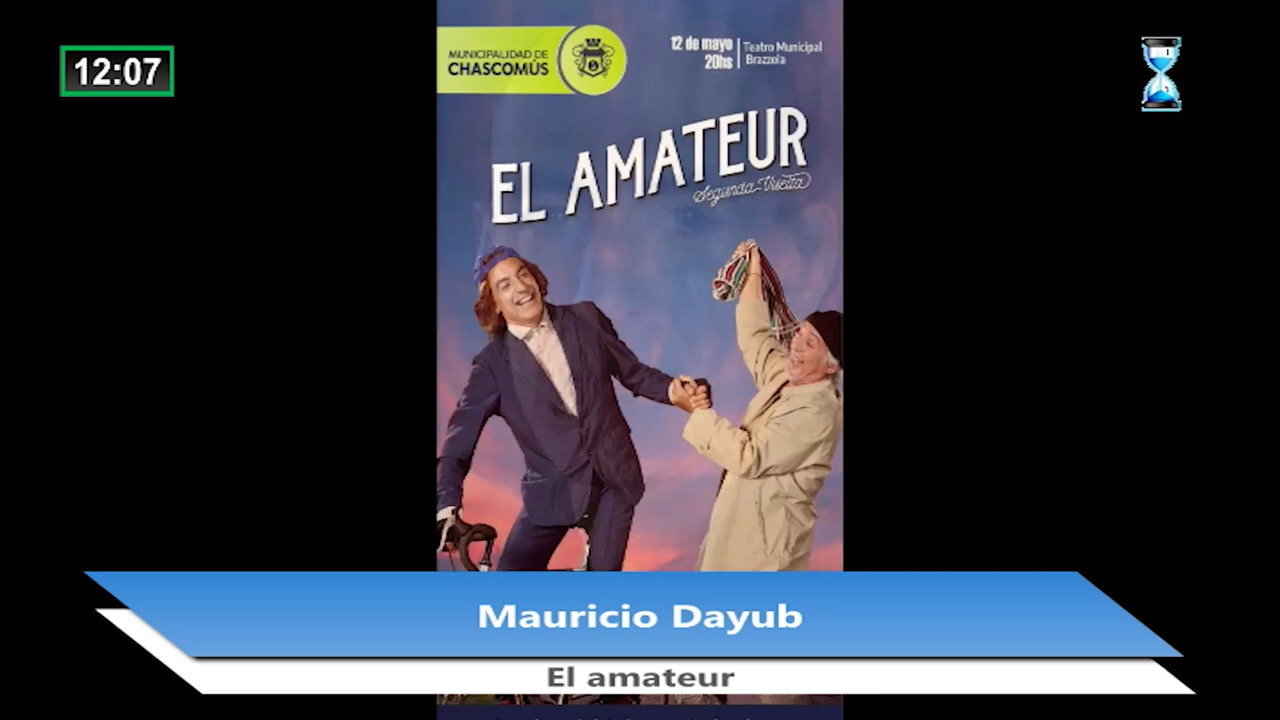 12:07
MUNICIPALIDAD DE
CHASCOMÚS
12 de mayo
20hs
Teatro Municipal
Brazzola
EL AMATEUR
Segunda Vuelta
Mauricio Dayub
El amateur